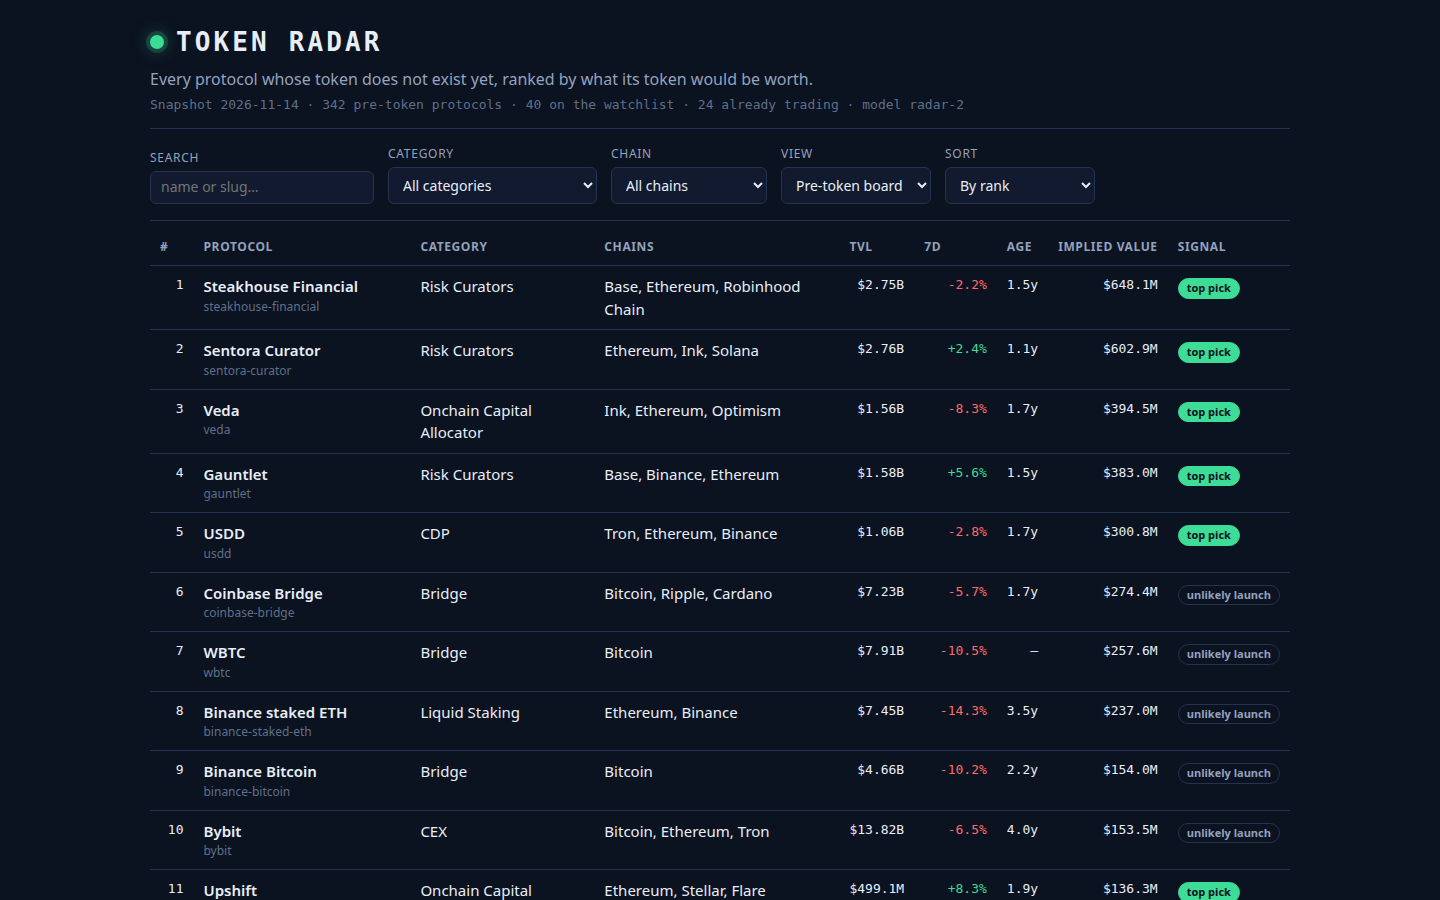 TOKEN RADAR
Every protocol whose token does not exist yet, ranked by what its token would be worth.
Snapshot 2026-11-14 · 342 pre-token protocols · 40 on the watchlist · 24 already trading · model radar-2
SEARCH CATEGORY CHAIN VIEW SORT
name or slug... All categories All chains Pre-token board By rank
# PROTOCOL CATEGORY CHAINS TVL 7D AGE IMPLIED VALUE SIGNAL
1 Steakhouse Financial Risk Curators Base, Ethereum, Robinhood $2.75B -2.2% 1.5y $648.1M top pick
steakhouse-financial Chain
2 Sentora Curator Risk Curators Ethereum, Ink, Solana $2.76B +2.4% 1.1y $602.9M top pick
sentora-curator
3 Veda Onchain Capital Ink, Ethereum, Optimism $1.56B -8.3% 1.7y $394.5M top pick
veda Allocator
4 Gauntlet Risk Curators Base, Binance, Ethereum $1.58B +5.6% 1.5y $383.0M top pick
gauntlet
5 USDD CDP Tron, Ethereum, Binance $1.06B -2.8% 1.7y $300.8M top pick
usdd
6 Coinbase Bridge Bridge Bitcoin, Ripple, Cardano $7.23B -5.7% 1.7y $274.4M unlikely launch
coinbase-bridge
7 WBTC Bridge Bitcoin $7.91B -10.5% – $257.6M unlikely launch
wbtc
8 Binance staked ETH Liquid Staking Ethereum, Binance $7.45B -14.3% 3.5y $237.0M unlikely launch
binance-staked-eth
9 Binance Bitcoin Bridge Bitcoin $4.66B -10.2% 2.2y $154.0M unlikely launch
binance-bitcoin
10 Bybit CEX Bitcoin, Ethereum, Tron $13.82B -6.5% 4.0y $153.5M unlikely launch
bybit
11 Upshift Onchain Capital Ethereum, Stellar, Flare $499.1M +8.3% 1.9y $136.3M top pick